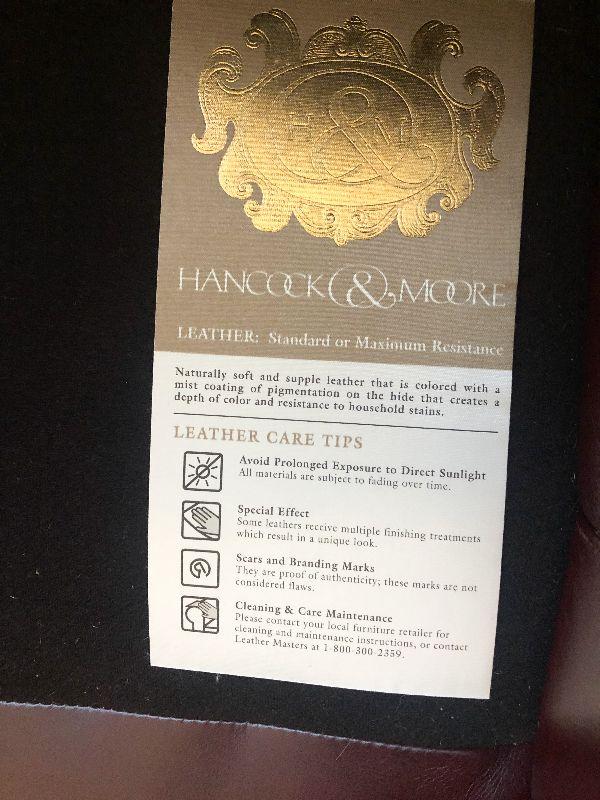 H & M
HANCOCK & MOORE
LEATHER: Standard or Maximum Resistance
Naturally soft and supple leather that is colored with a
mist coating of pigmentation on the hide that creates a
depth of color and resistance to household stains.
LEATHER CARE TIPS
Avoid Prolonged Exposure to Direct Sunlight
All materials are subject to fading over time.
Special Effect
Some leathers receive multiple finishing treatments
which result in a unique look.
Scars and Branding Marks
They are proof of authenticity; these marks are not
considered flaws.
Cleaning & Care Maintenance
Please contact your local furniture retailer for
cleaning and maintenance instructions, or contact
Leather Masters at 1-800-300-2359.